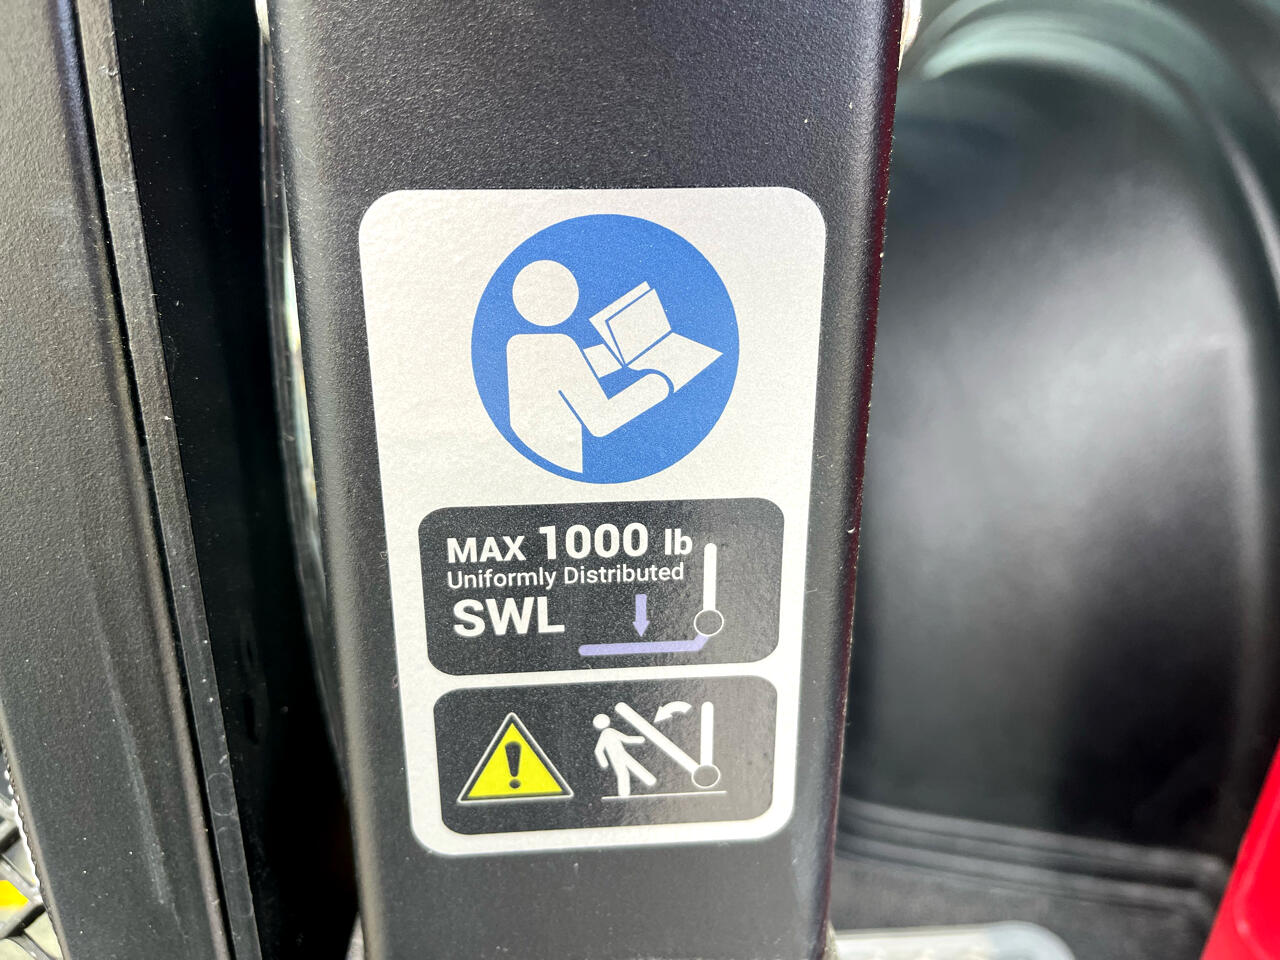 MAX 1000 lb
Uniformly Distributed
SWL